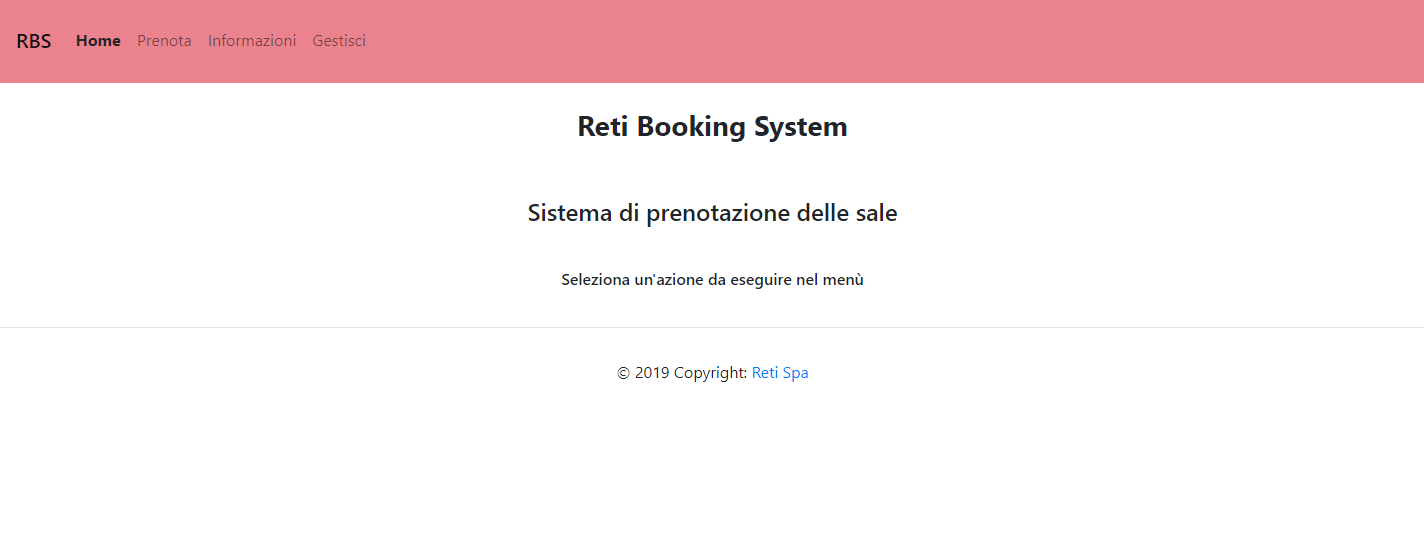 RBS Home Prenota Informazioni Gestisci
Reti Booking System
Sistema di prenotazione delle sale
Seleziona un'azione da eseguire nel menù
© 2019 Copyright: Reti Spa